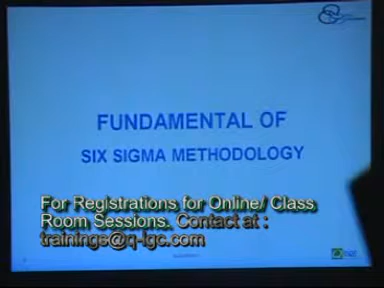 FUNDAMENTAL OF
SIX SIGMA METHODOLOGY
For Registrations for Online/ Class
Room Sessions. Contact at :
trainings@q-lgc.com